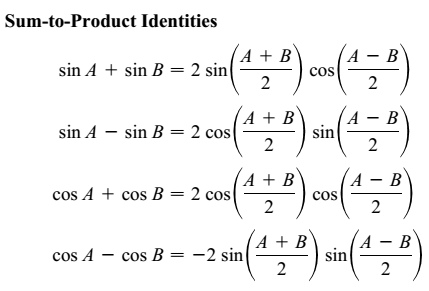 Sum-to-Product Identities
sin A + sin B = 2 sin((A + B)/2) cos((A − B)/2)
sin A − sin B = 2 cos((A + B)/2) sin((A − B)/2)
cos A + cos B = 2 cos((A + B)/2) cos((A − B)/2)
cos A − cos B = −2 sin((A + B)/2) sin((A − B)/2)